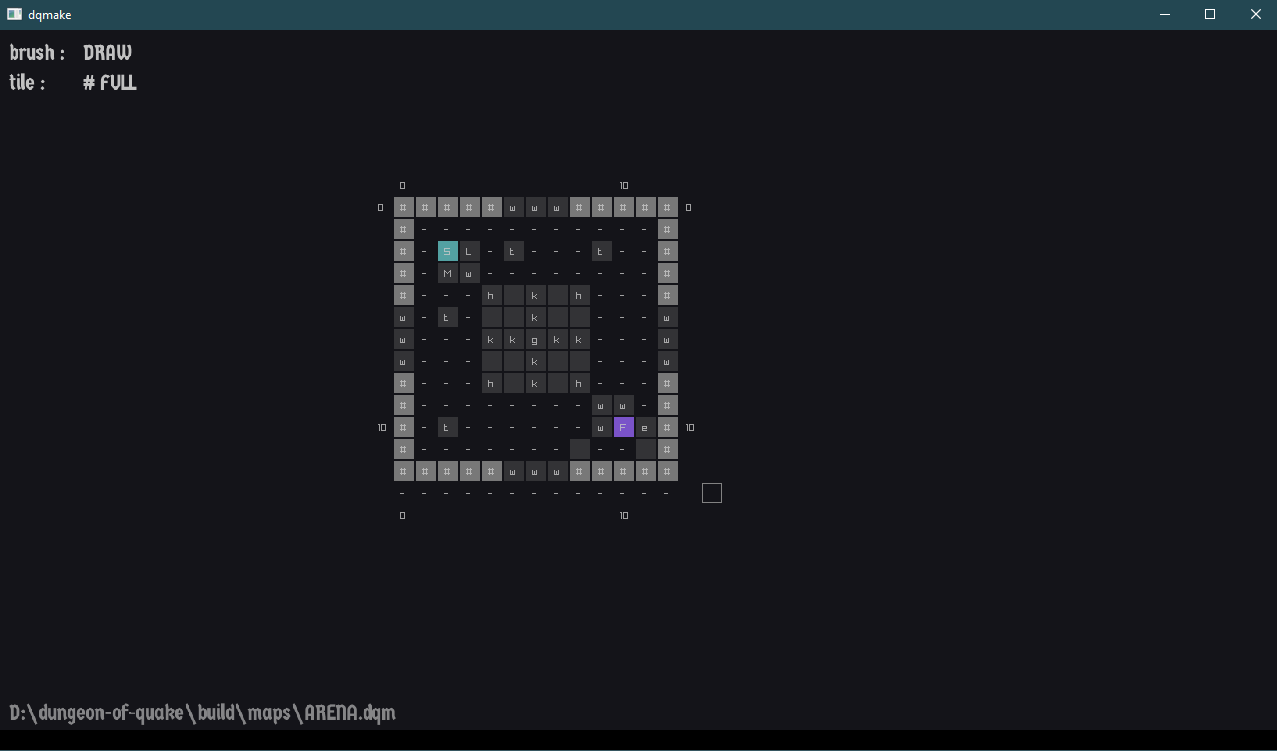 dqmake
brush : DRAW
tile : # FULL
0 10
0 # # # # # w w w # # # # # 0
# - - - - - - - - - - - #
# - S L - t - - - t - - #
# - M w - - - - - - - - #
# - - - h k h - - - #
w - t - k - - - w
w - - - k k g k k - - - w
w - - - k - - - w
# - - - h k h - - - #
# - - - - - - - - w w - #
10 # - t - - - - - - w F e # 10
# - - - - - - - - - #
# # # # # w w w # # # # #
- - - - - - - - - - - - -
0 10
D:\dungeon-of-quake\build\maps\ARENA.dqm